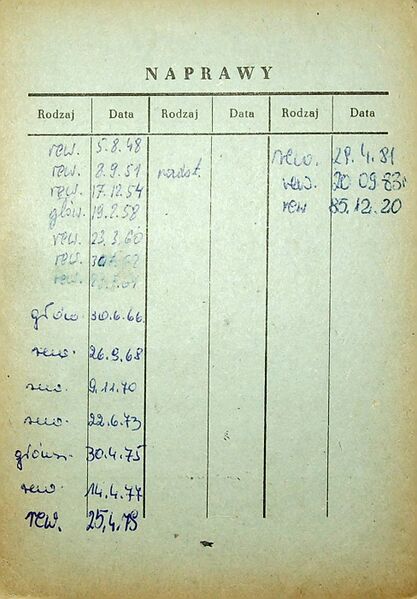 NAPRAWY
Rodzaj Data Rodzaj Data Rodzaj Data
rew. 5.8.48
rew. 8.9.51
rew. 17.12.54
głów. 19.2.58
rew. 23.3.60
rew.
rew.
głów. 30.6.66
rew. 26.9.68
rew. 9.11.70
rew. 22.6.73
główn. 30.4.75
rew. 14.4.77
rew. 25.4.79
rew. 29.4.81
rew. 20.09.83r
rew 85.12.20